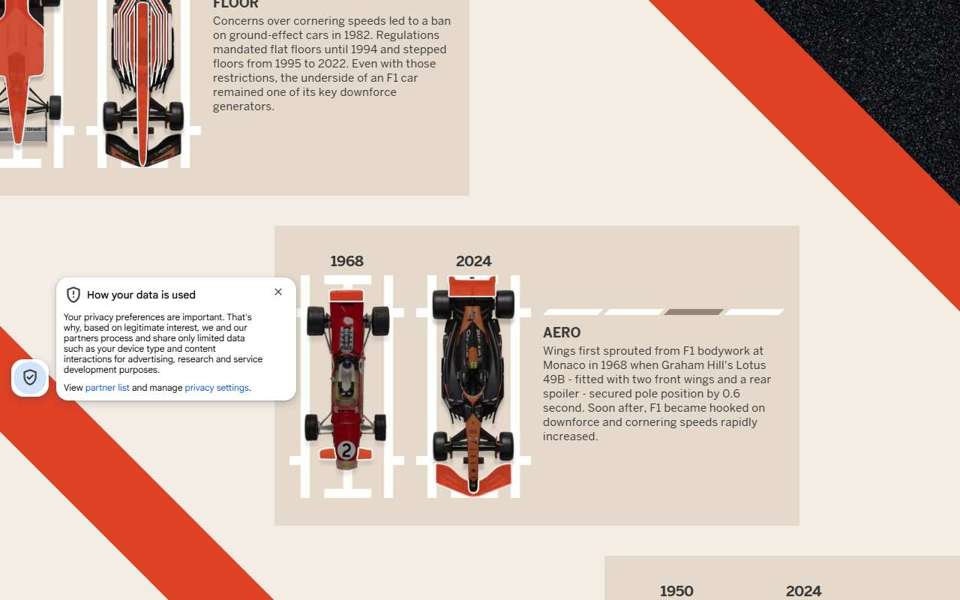 FLOOR
Concerns over cornering speeds led to a ban
on ground-effect cars in 1982. Regulations
mandated flat floors until 1994 and stepped
floors from 1995 to 2022. Even with those
restrictions, the underside of an F1 car
remained one of its key downforce
generators.
1968
2024
2
AERO
Wings first sprouted from F1 bodywork at
Monaco in 1968 when Graham Hill's Lotus
49B - fitted with two front wings and a rear
spoiler - secured pole position by 0.6
second. Soon after, F1 became hooked on
downforce and cornering speeds rapidly
increased.
How your data is used
Your privacy preferences are important. That's
why, based on legitimate interest, we and our
partners process and share only limited data
such as your device type and content
interactions for advertising, research and service
development purposes.
View partner list and manage privacy settings.
1950
2024